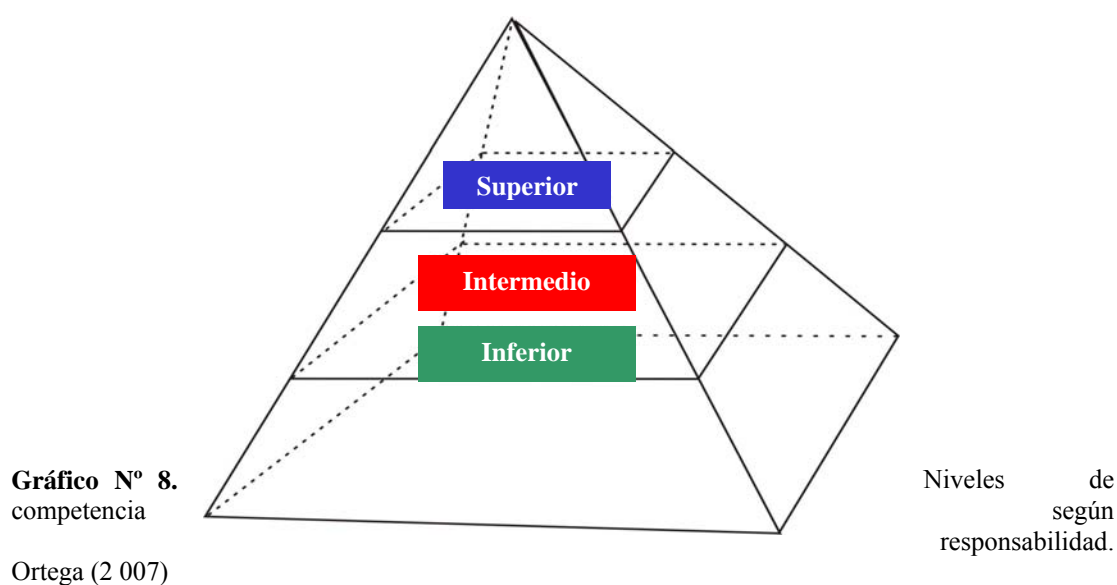 Superior
Intermedio
Inferior
Gráfico Nº 8. Niveles de
competencia según
responsabilidad.
Ortega (2 007)